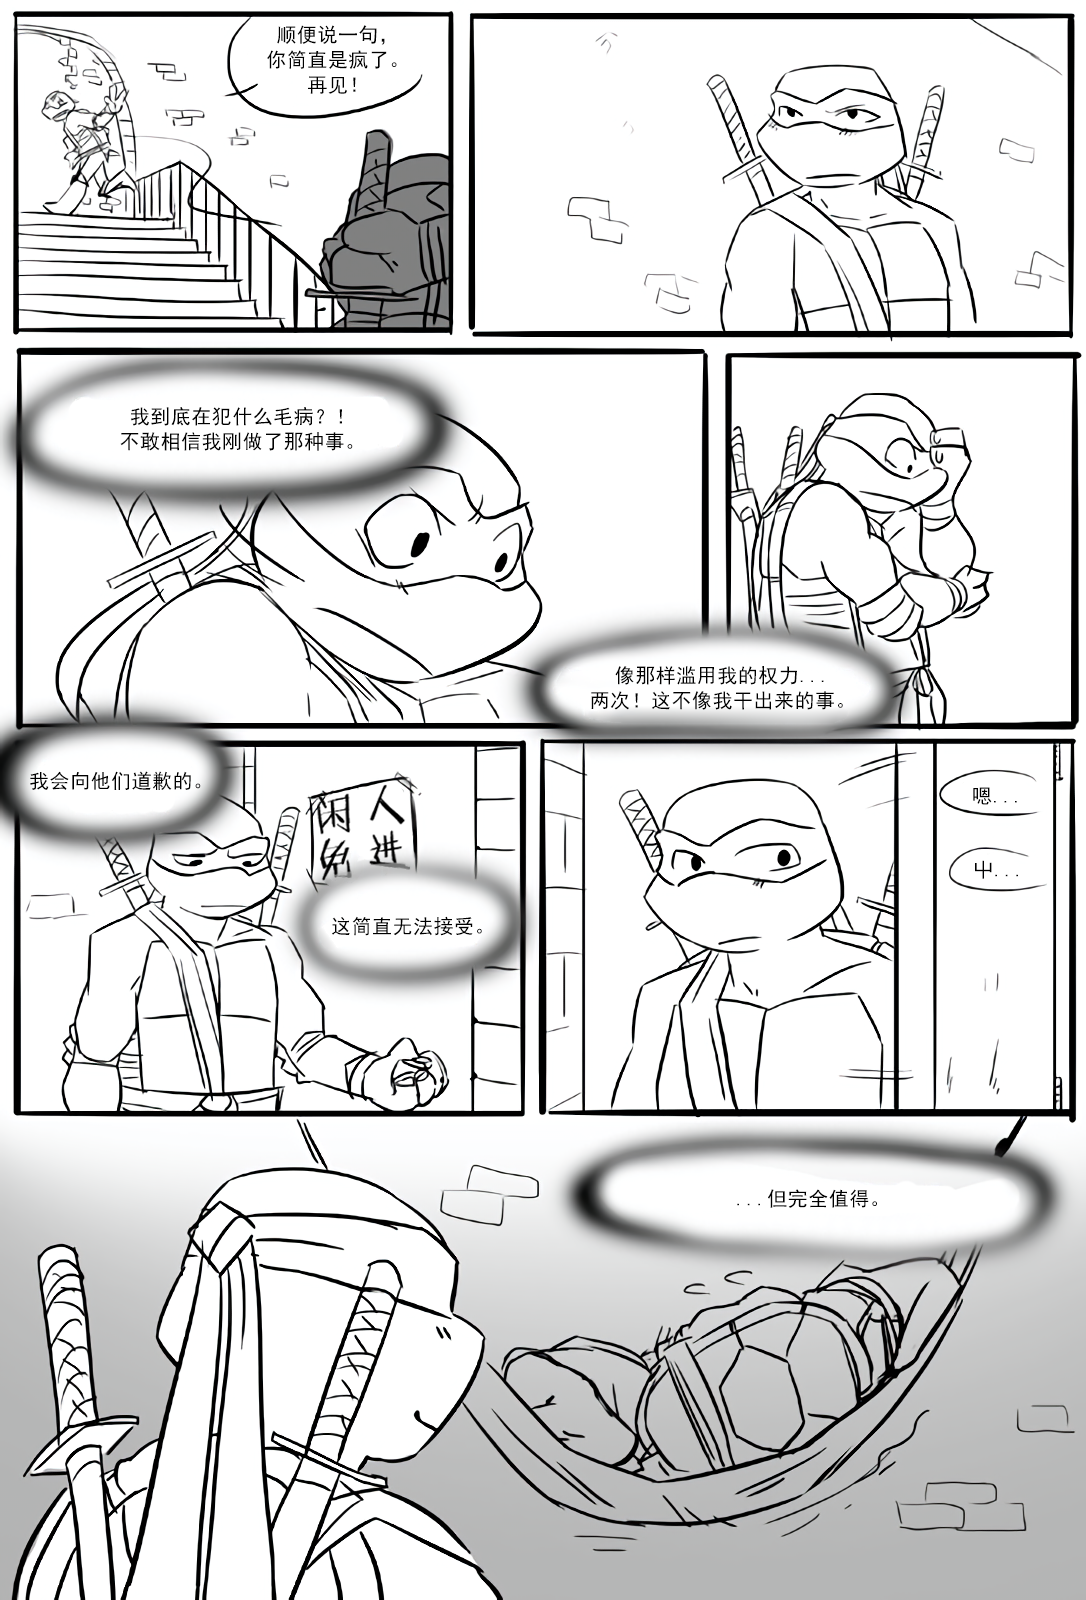 顺便说一句，
你简直是疯了。
再见！
我到底在犯什么毛病？！
不敢相信我刚做了那种事。
像那样滥用我的权力...
两次！这不像我干出来的事。
我会向他们道歉的。
闲人
免进
这简直无法接受。
嗯...
屮...
...但完全值得。